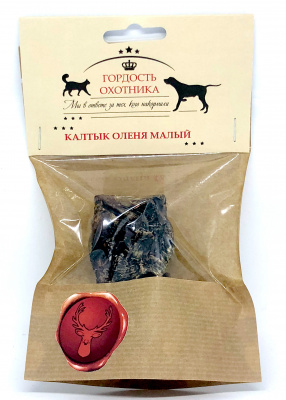 ГОРДОСТЬ
ОХОТНИКА
Мы в ответе за тех, кого накормили
КАЛТЫК ОЛЕНЯ МАЛЫЙ